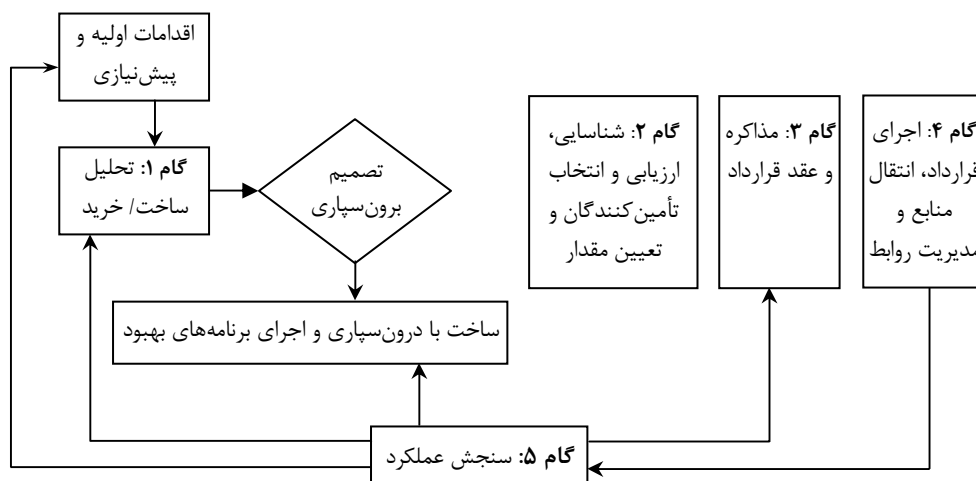 اقدامات اولیه و
پیش‌نیازی
گام ۱: تحلیل
ساخت/ خرید
تصمیم
برون‌سپاری
گام ۲: شناسایی،
ارزیابی و انتخاب
تأمین‌کنندگان و
تعیین مقدار
گام ۳: مذاکره
و عقد قرارداد
گام ۴: اجرای
قرارداد، انتقال
منابع و
مدیریت روابط
ساخت با درون‌سپاری و اجرای برنامه‌های بهبود
گام ۵: سنجش عملکرد